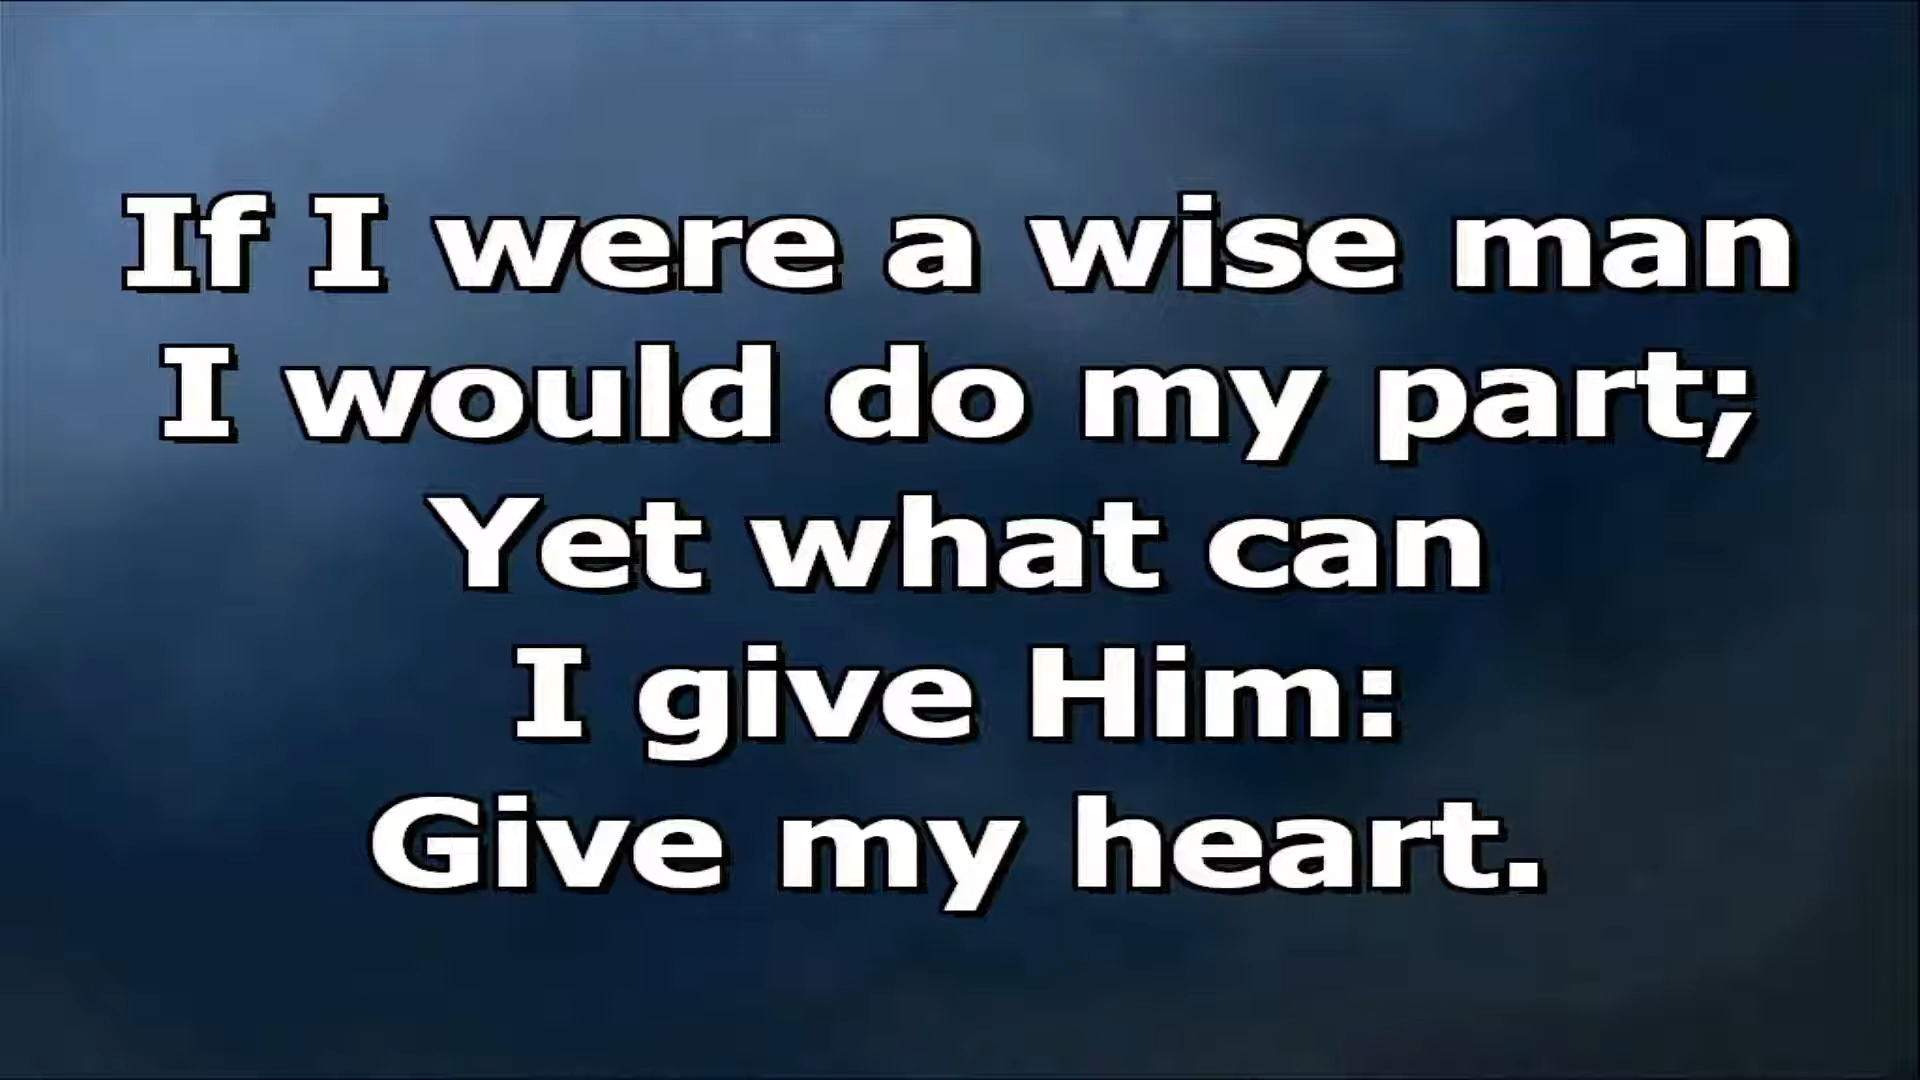 If I were a wise man
I would do my part;
Yet what can
I give Him:
Give my heart.